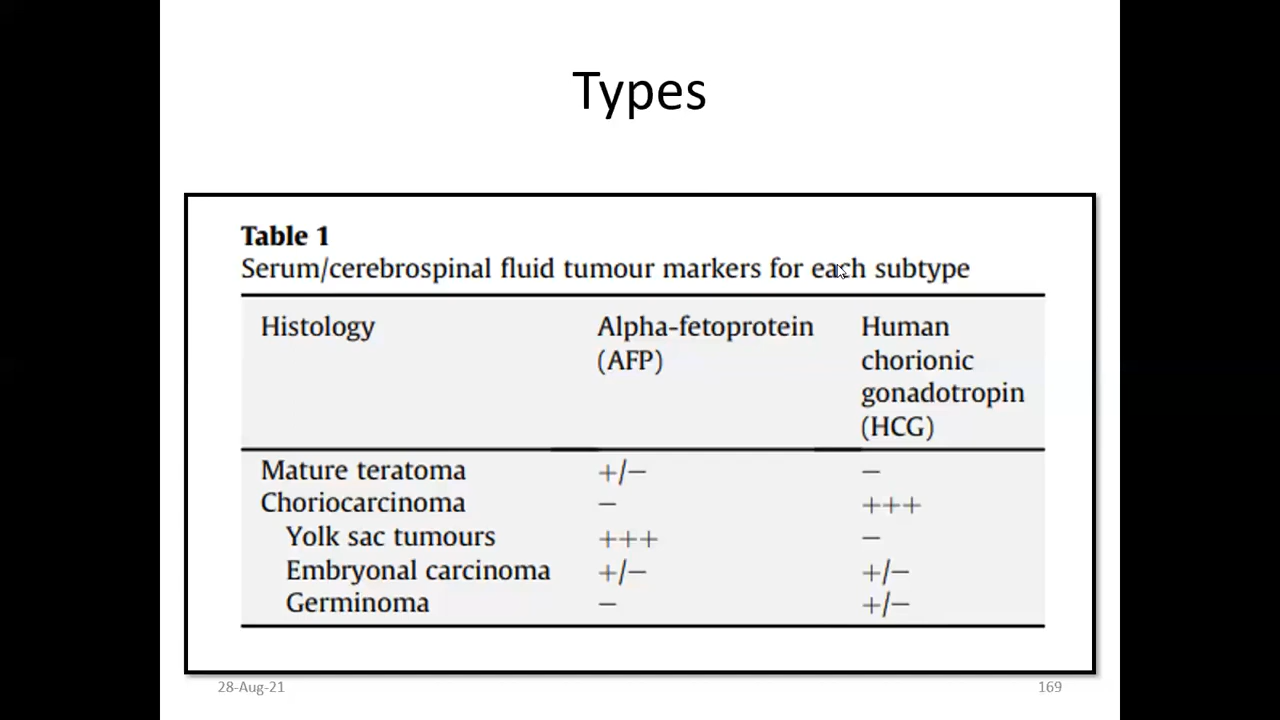 Types
Table 1
Serum/cerebrospinal fluid tumour markers for each subtype
Histology Alpha-fetoprotein (AFP) Human chorionic gonadotropin (HCG)
Mature teratoma +/− −
Choriocarcinoma − +++
Yolk sac tumours +++ −
Embryonal carcinoma +/− +/−
Germinoma − +/−
28-Aug-21 169